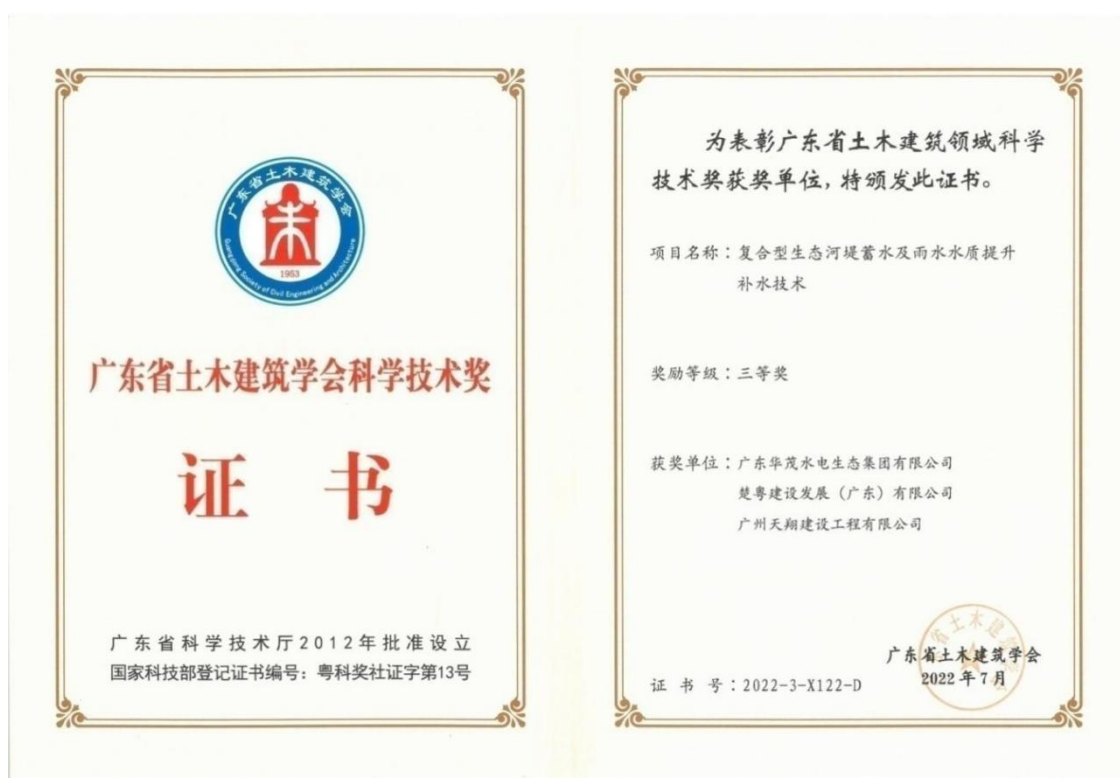 广东省土木建筑学会
1953
Guangdong Society of Civil Engineering and Architecture
广东省土木建筑学会科学技术奖
证 书
广东省科学技术厅2012年批准设立
国家科技部登记证书编号：粤科奖社证字第13号
为表彰广东省土木建筑领域科学
技术奖获奖单位，特颁发此证书。
项目名称：复合型生态河堤蓄水及雨水水质提升
补水技术
奖励等级：三等奖
获奖单位：广东华茂水电生态集团有限公司
楚粤建设发展（广东）有限公司
广州天翔建设工程有限公司
广东省土木建筑学会
2022年7月
证 书 号：2022-3-X122-D